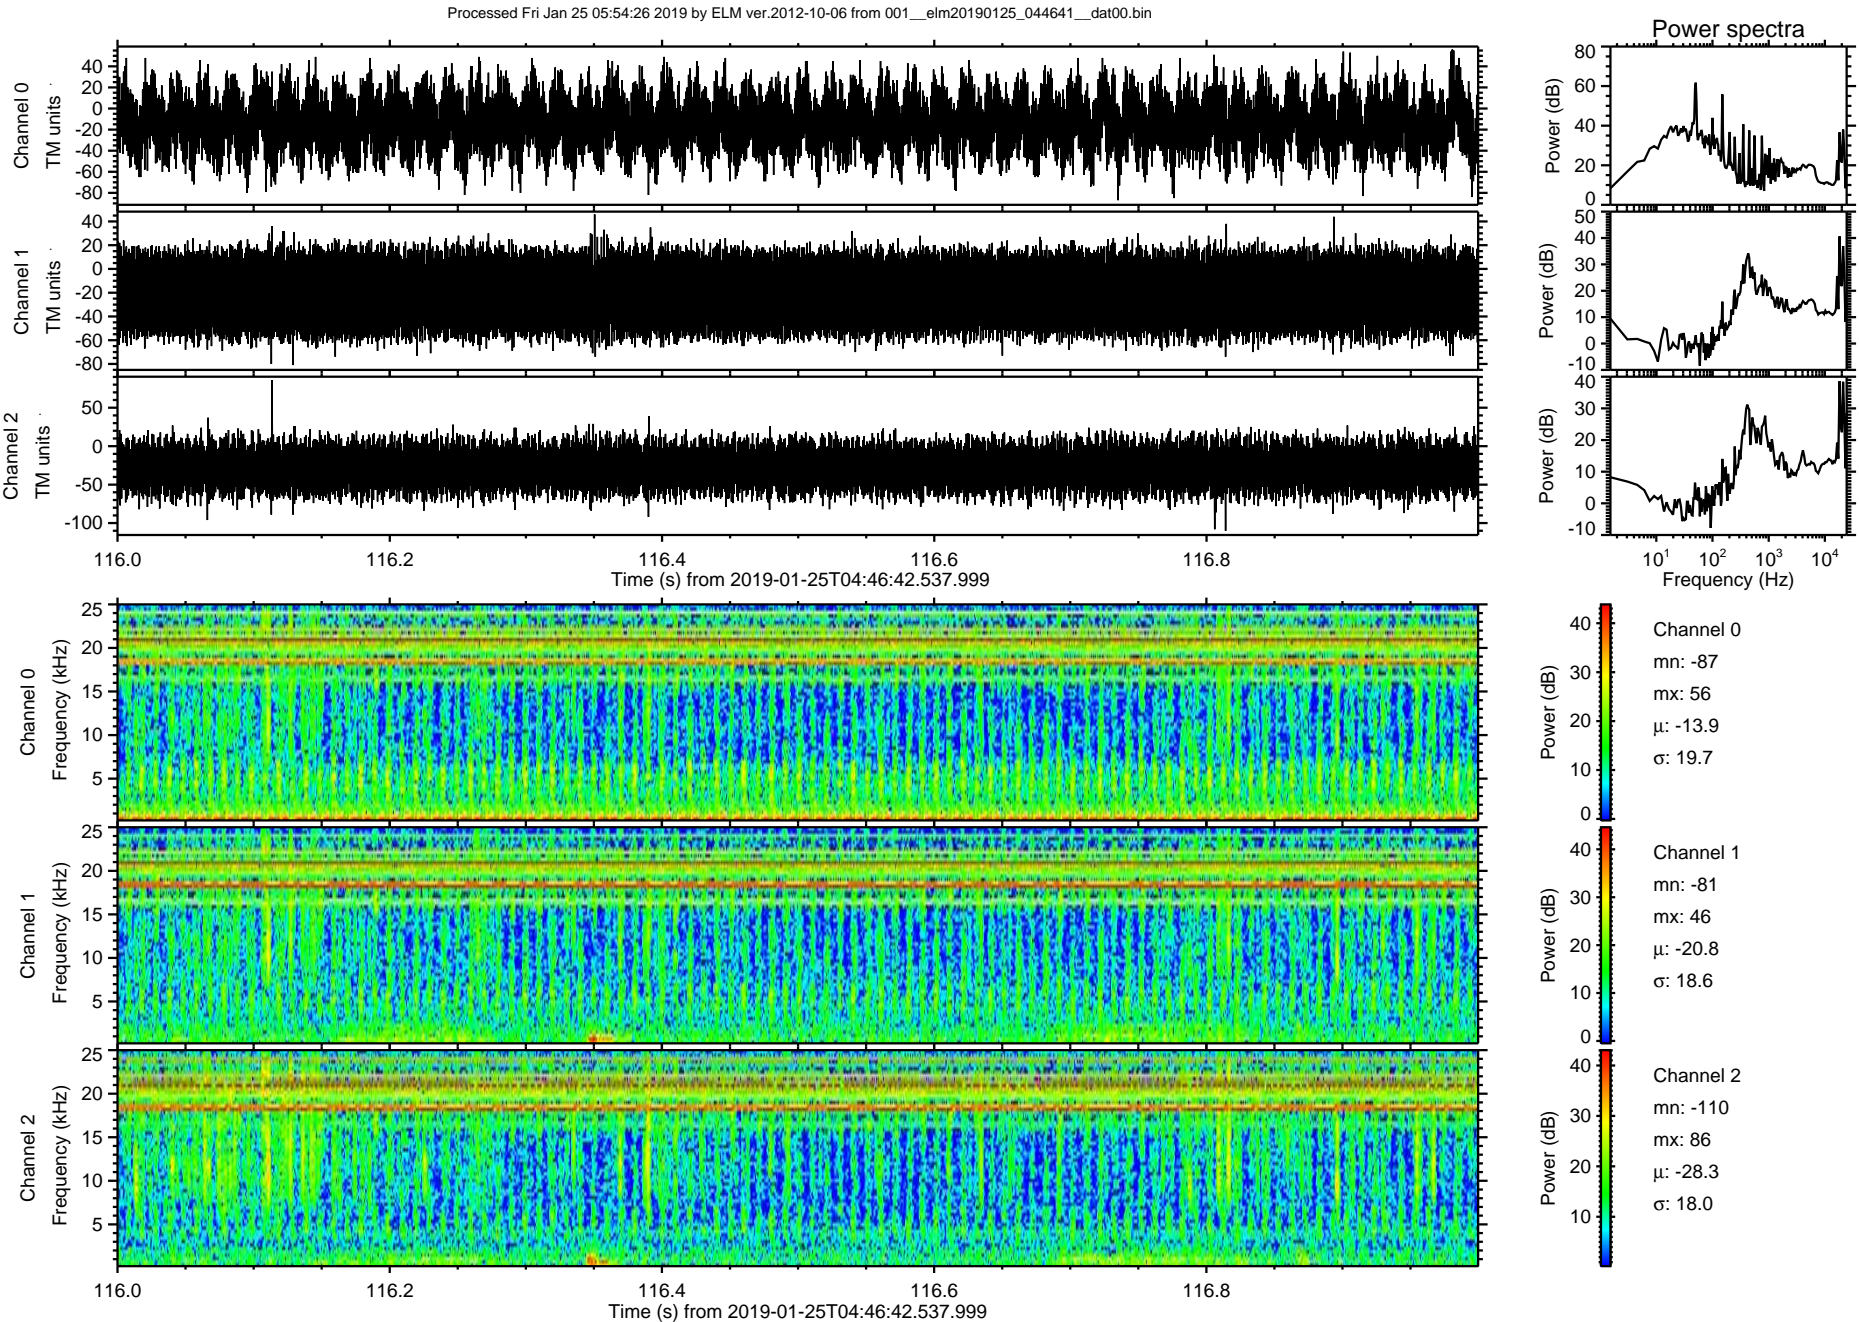 Processed Fri Jan 25 05:54:26 2019 by ELM ver.2012-10-06 from 001__elm20190125_044641__dat00.bin
Power spectra
Channel 0
TM units
40
20
0
-20
-40
-60
-80
Power (dB)
80
60
40
20
0
Channel 1
TM units
40
20
0
-20
-40
-60
-80
Power (dB)
50
40
30
20
10
0
-10
Channel 2
TM units
50
0
-50
-100
Power (dB)
40
30
20
10
0
-10
116.0 116.2 116.4 116.6 116.8
Time (s) from 2019-01-25T04:46:42.537.999
10¹ 10² 10³ 10⁴
Frequency (Hz)
Channel 0
Frequency (kHz)
25
20
15
10
5
Power (dB)
40
30
20
10
0
Channel 0
mn: -87
mx: 56
μ: -13.9
σ: 19.7
Channel 1
Frequency (kHz)
25
20
15
10
5
Power (dB)
40
30
20
10
0
Channel 1
mn: -81
mx: 46
μ: -20.8
σ: 18.6
Channel 2
Frequency (kHz)
25
20
15
10
5
Power (dB)
40
30
20
10
Channel 2
mn: -110
mx: 86
μ: -28.3
σ: 18.0
116.0 116.2 116.4 116.6 116.8
Time (s) from 2019-01-25T04:46:42.537.999